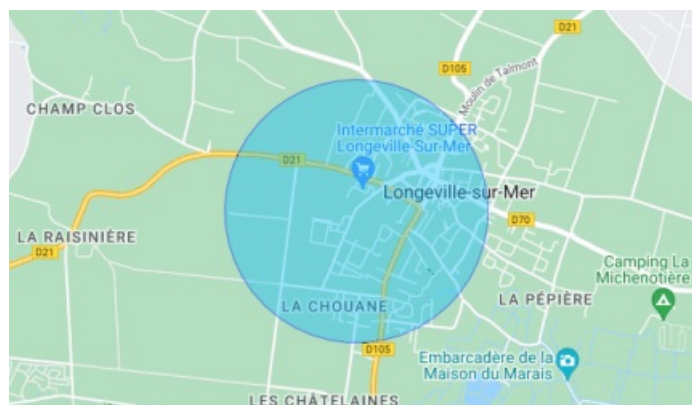 D21
D105
Moulin de Talmont
CHAMP CLOS
Intermarché SUPER
Longeville Sur-Mer
D21
Longeville-sur-Mer
D70
LA RAISINIÈRE
D21
Camping La
Michenotière
LA CHOUANE
LA PÉPIÈRE
D105
Embarcadère de la
Maison du Marais
LES CHÂTELAINES